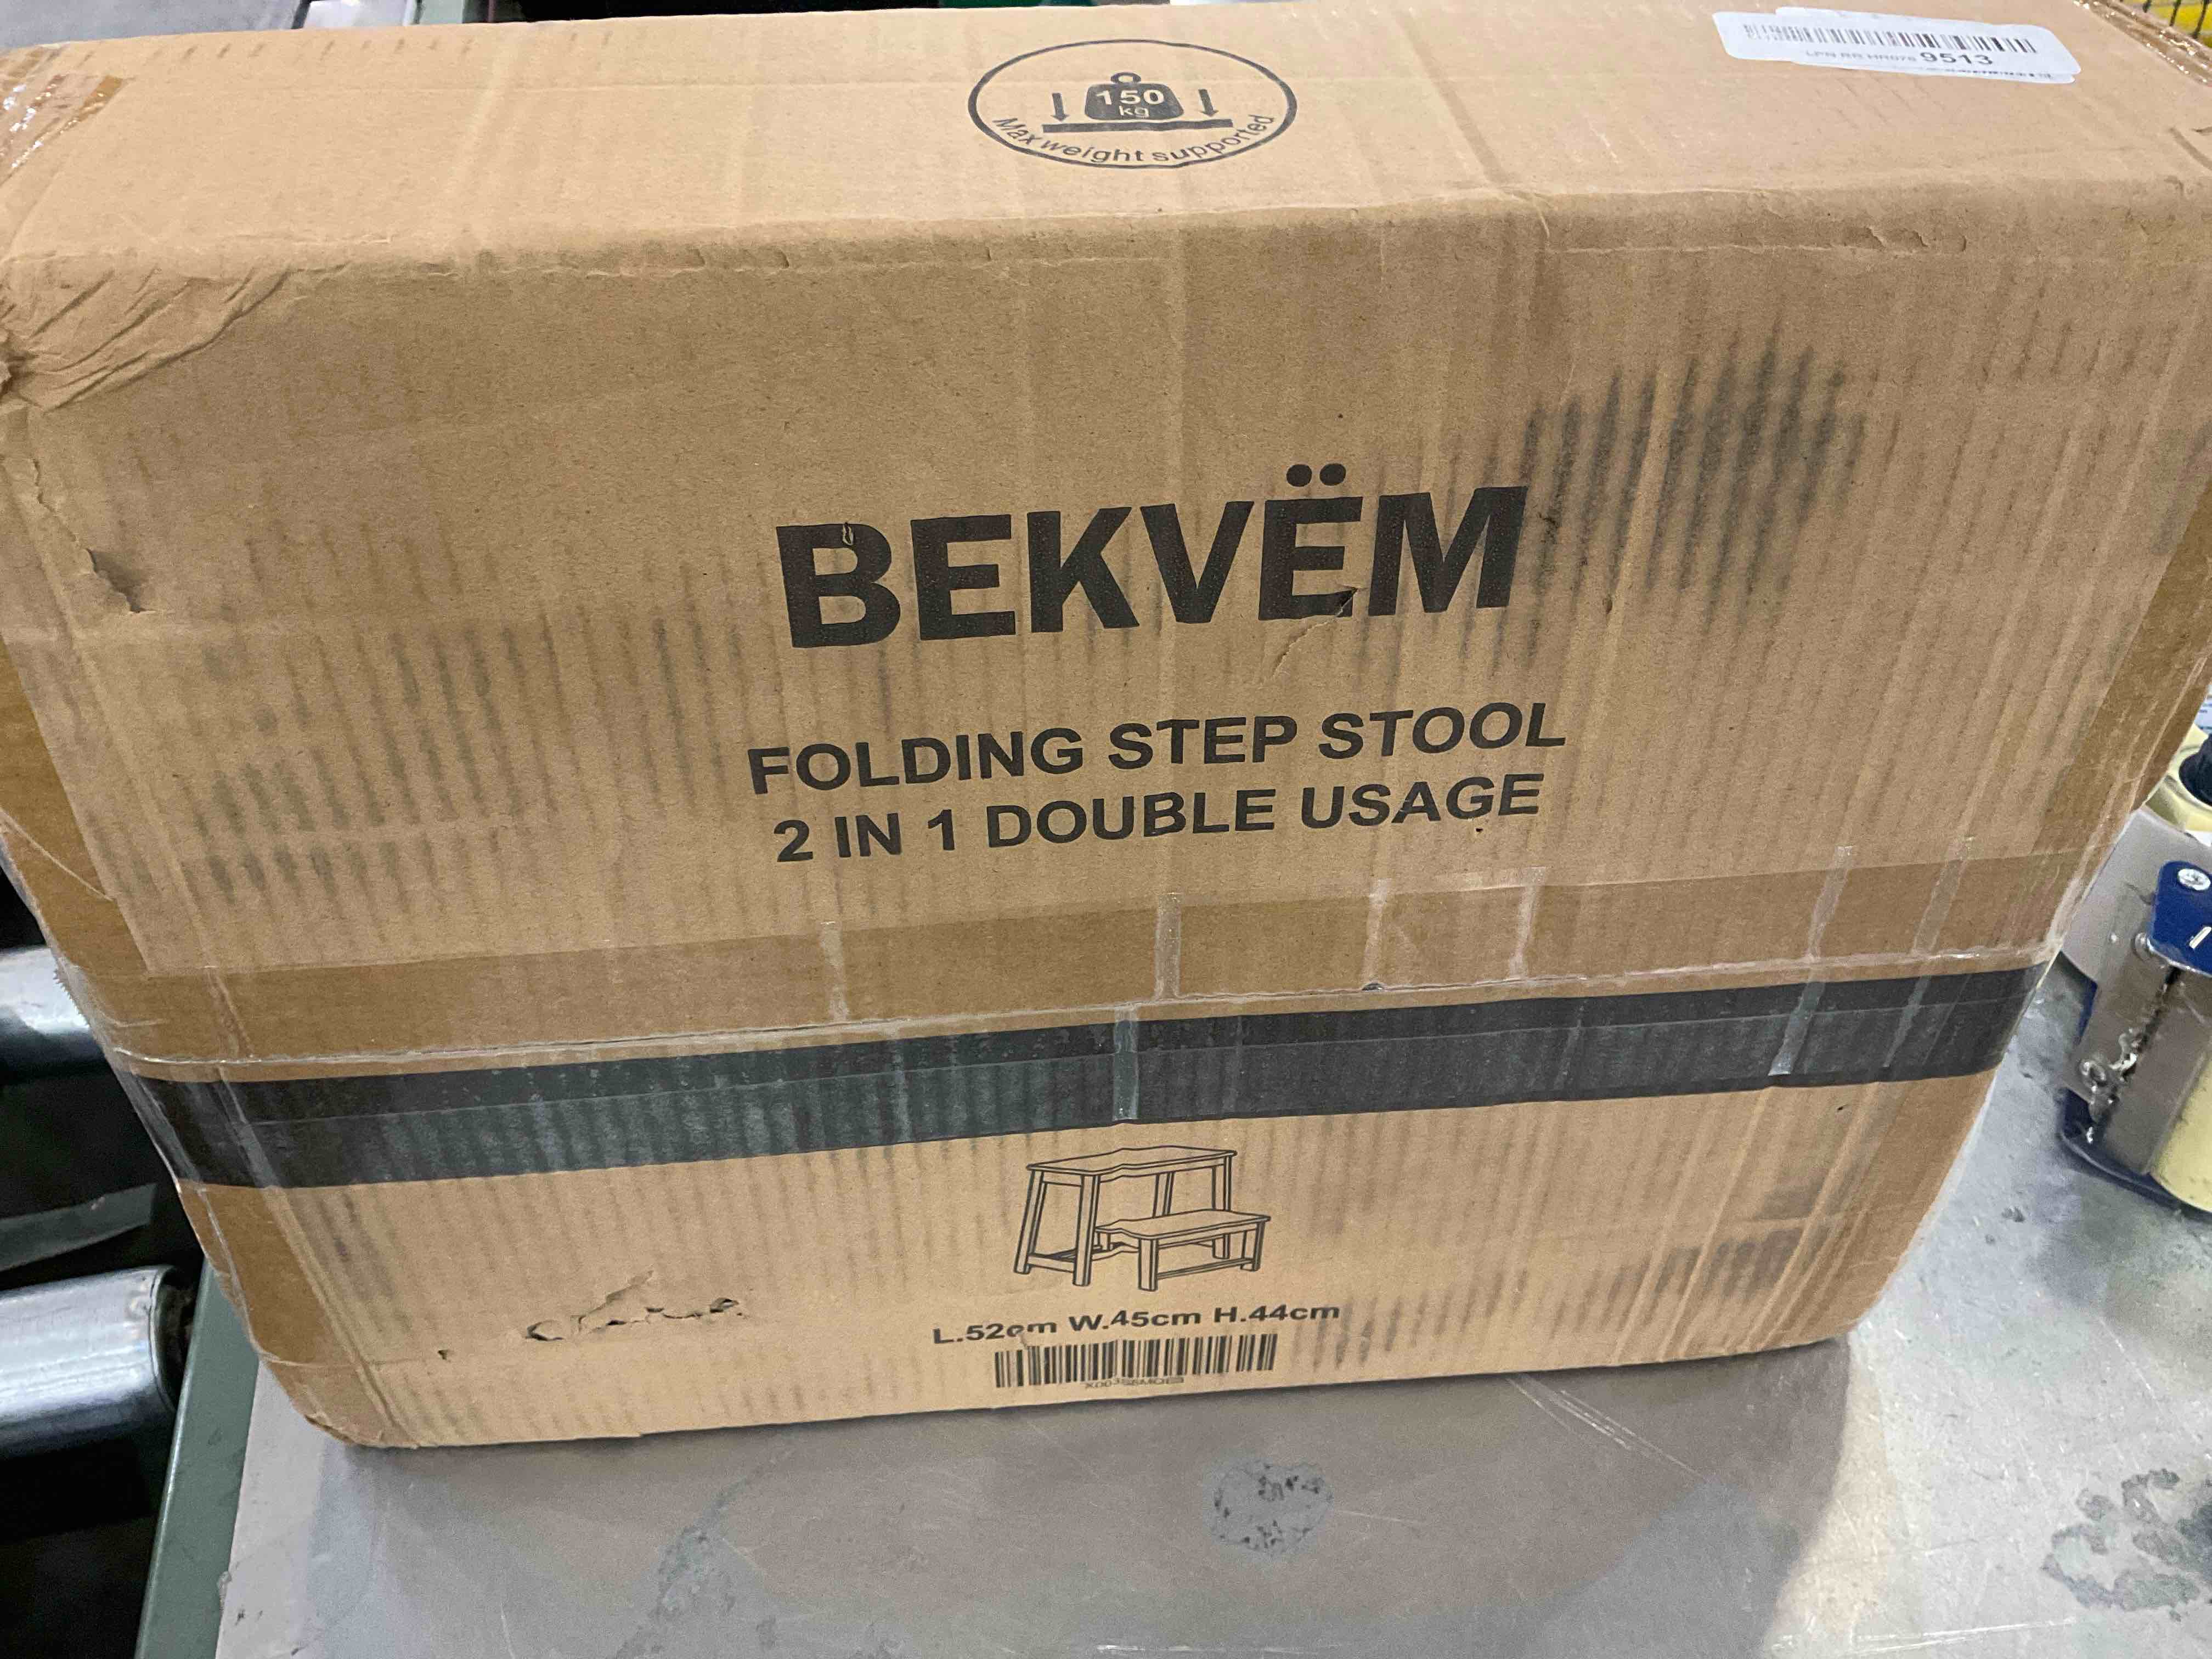 9513
150
kg
Max weight supported
BEKVËM
FOLDING STEP STOOL
2 IN 1 DOUBLE USAGE
L.52cm W.45cm H.44cm